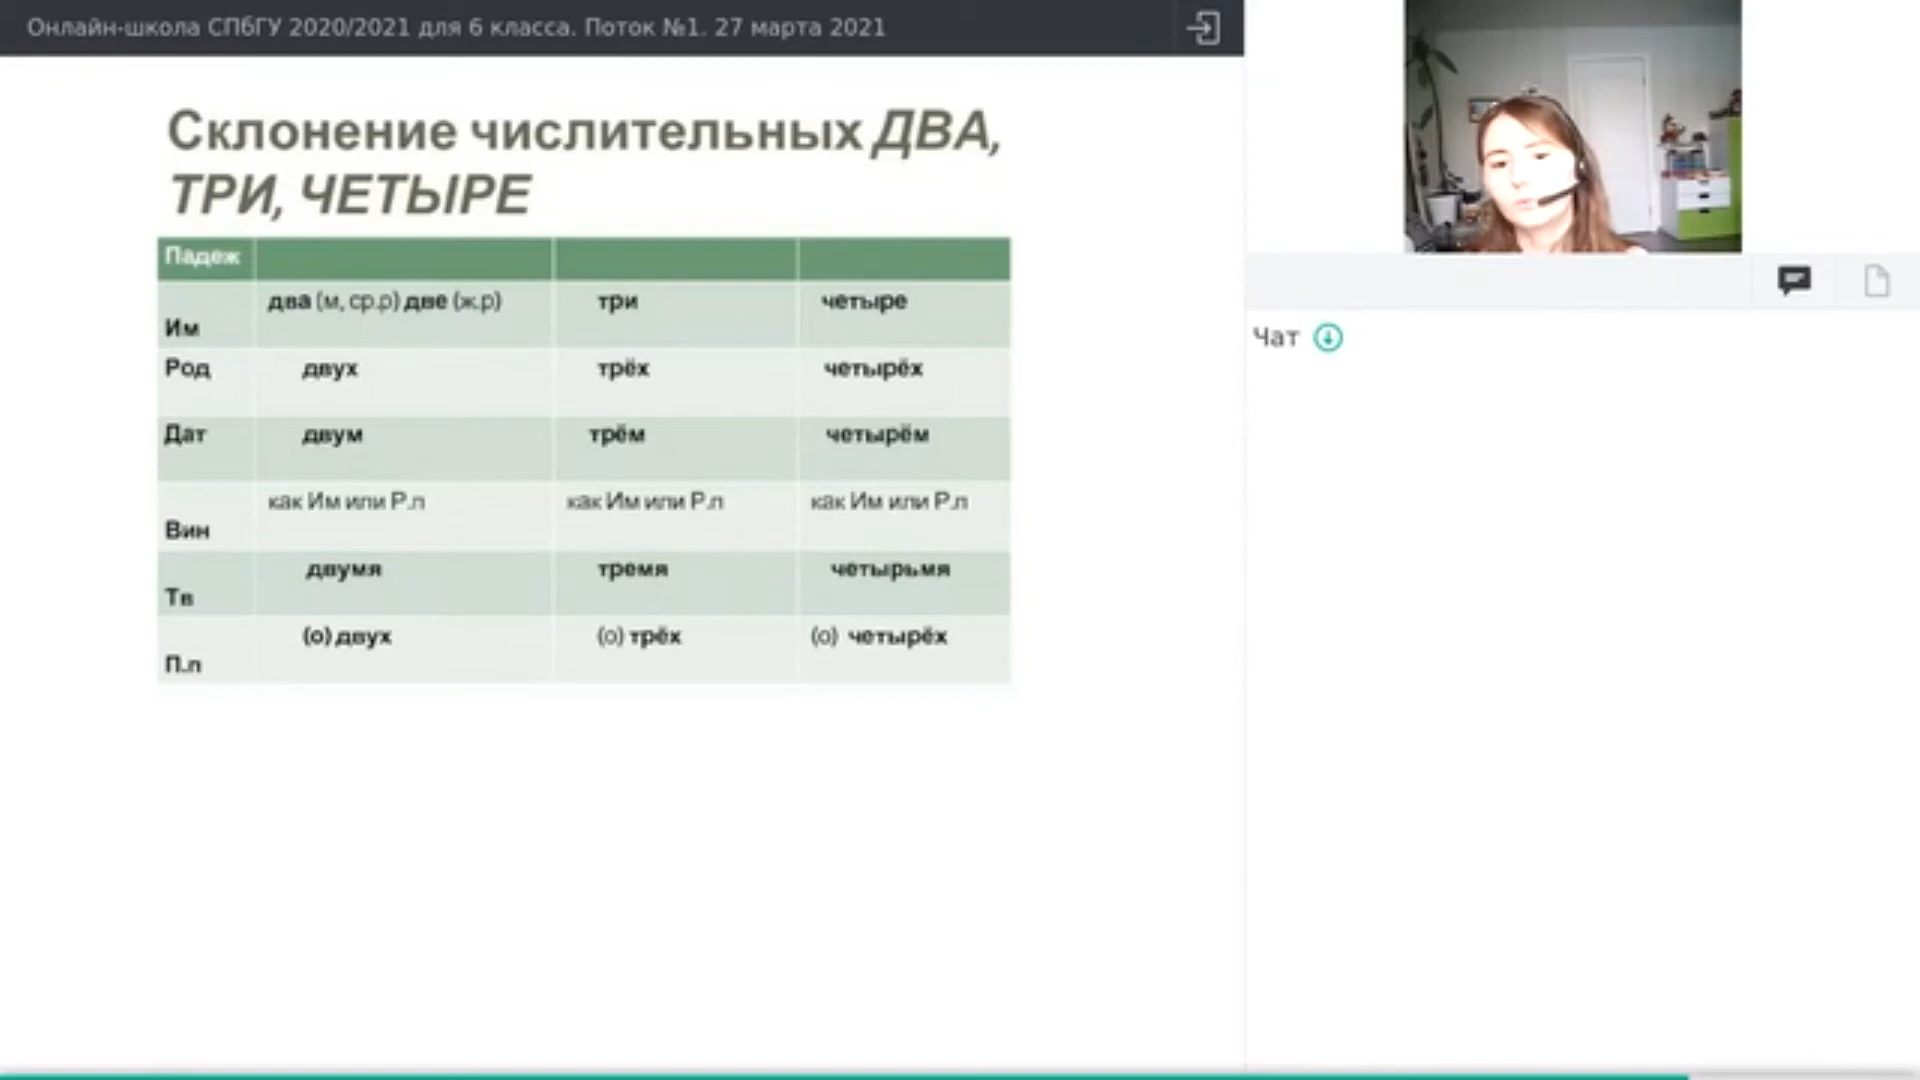 Онлайн-школа СПбГУ 2020/2021 для 6 класса. Поток №1. 27 марта 2021
Склонение числительных ДВА,
ТРИ, ЧЕТЫРЕ
Падеж
Им два (м, ср.р) две (ж.р) три четыре
Род двух трёх четырёх
Дат двум трём четырём
Вин как Им или Р.п как Им или Р.п как Им или Р.п
Тв двумя тремя четырьмя
П.п (о) двух (о) трёх (о) четырёх
Чат